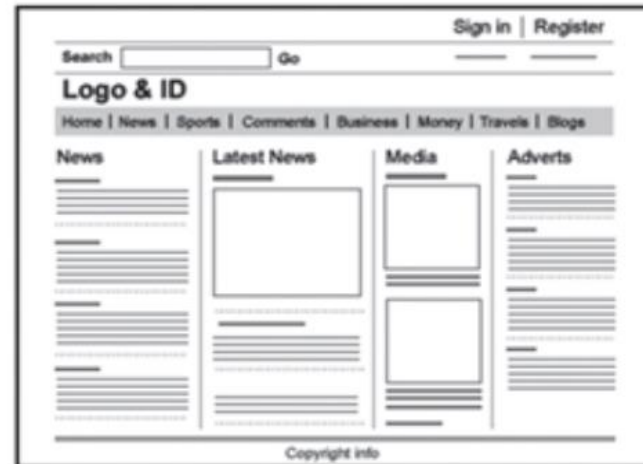 Sign in | Register
Search Go
Logo & ID
Home | News | Sports | Comments | Business | Money | Travels | Blogs
News Latest News Media Adverts
Copyright info